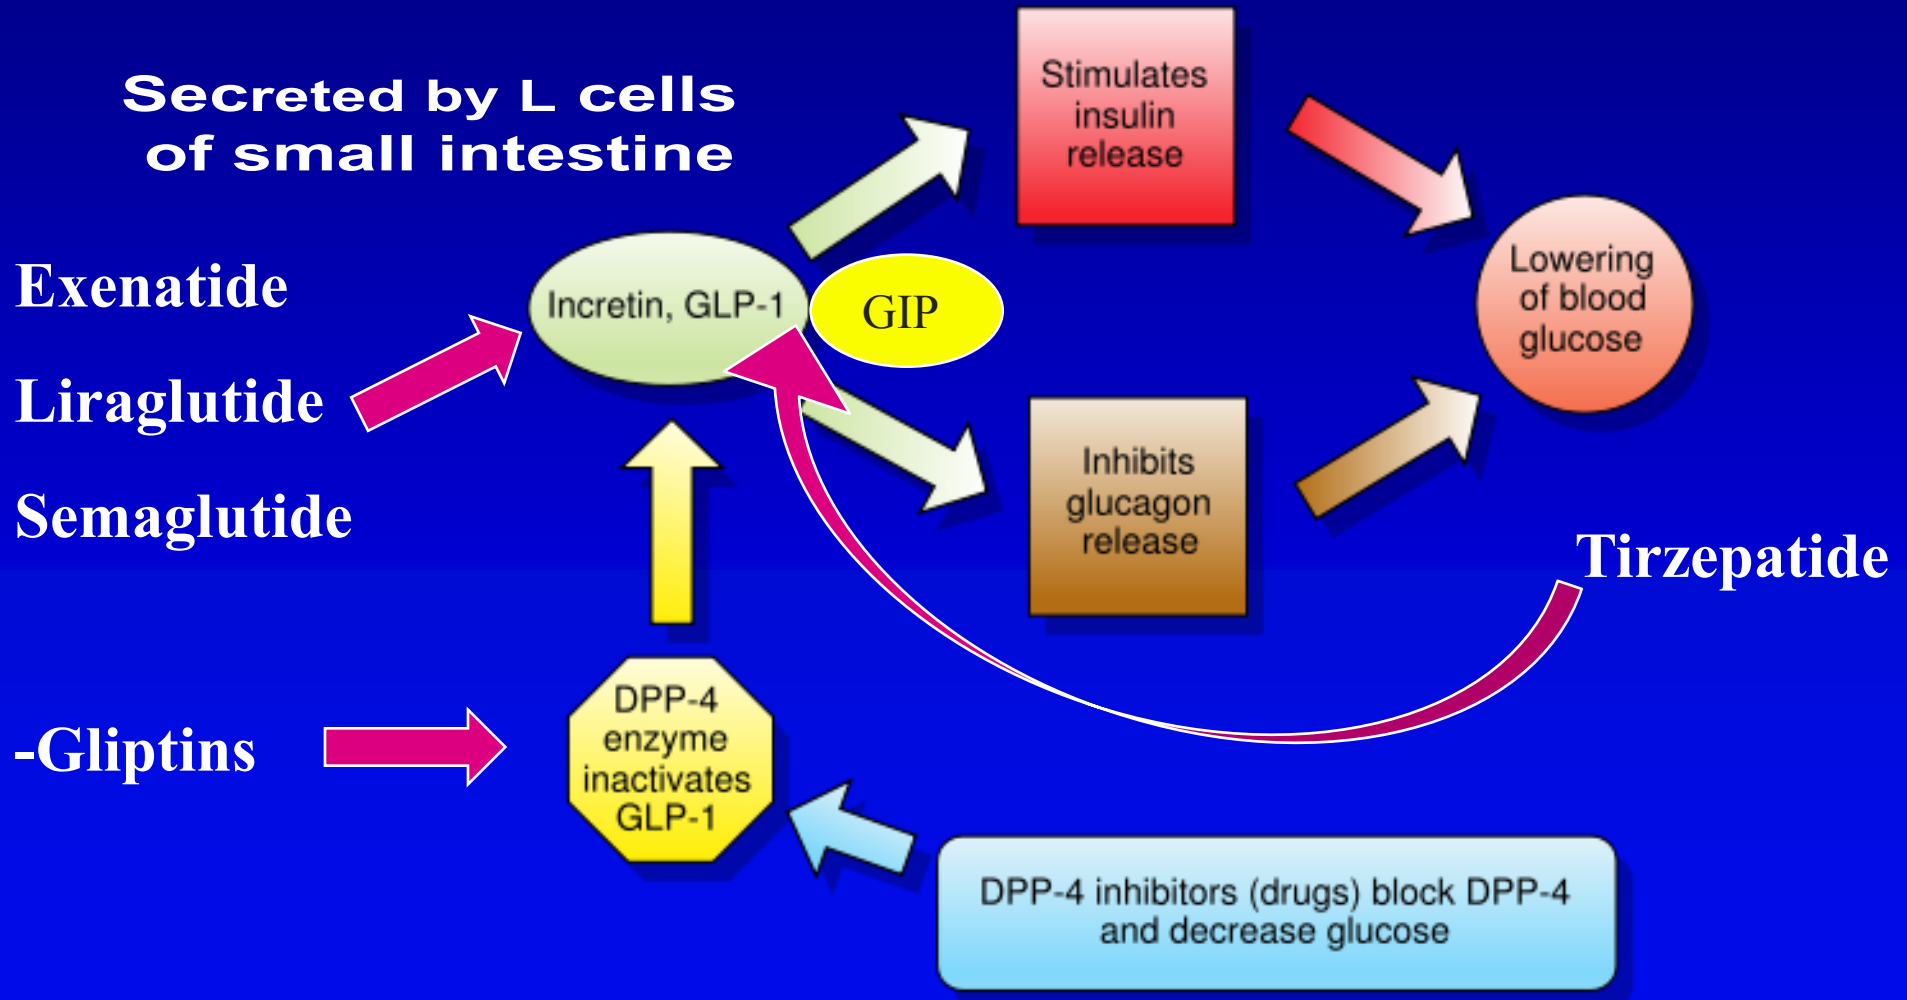 Secreted by L cells
of small intestine
Stimulates
insulin
release
Exenatide
Liraglutide
Semaglutide
Incretin, GLP-1
GIP
Lowering
of blood
glucose
Inhibits
glucagon
release
Tirzepatide
-Gliptins
DPP-4
enzyme
inactivates
GLP-1
DPP-4 inhibitors (drugs) block DPP-4
and decrease glucose